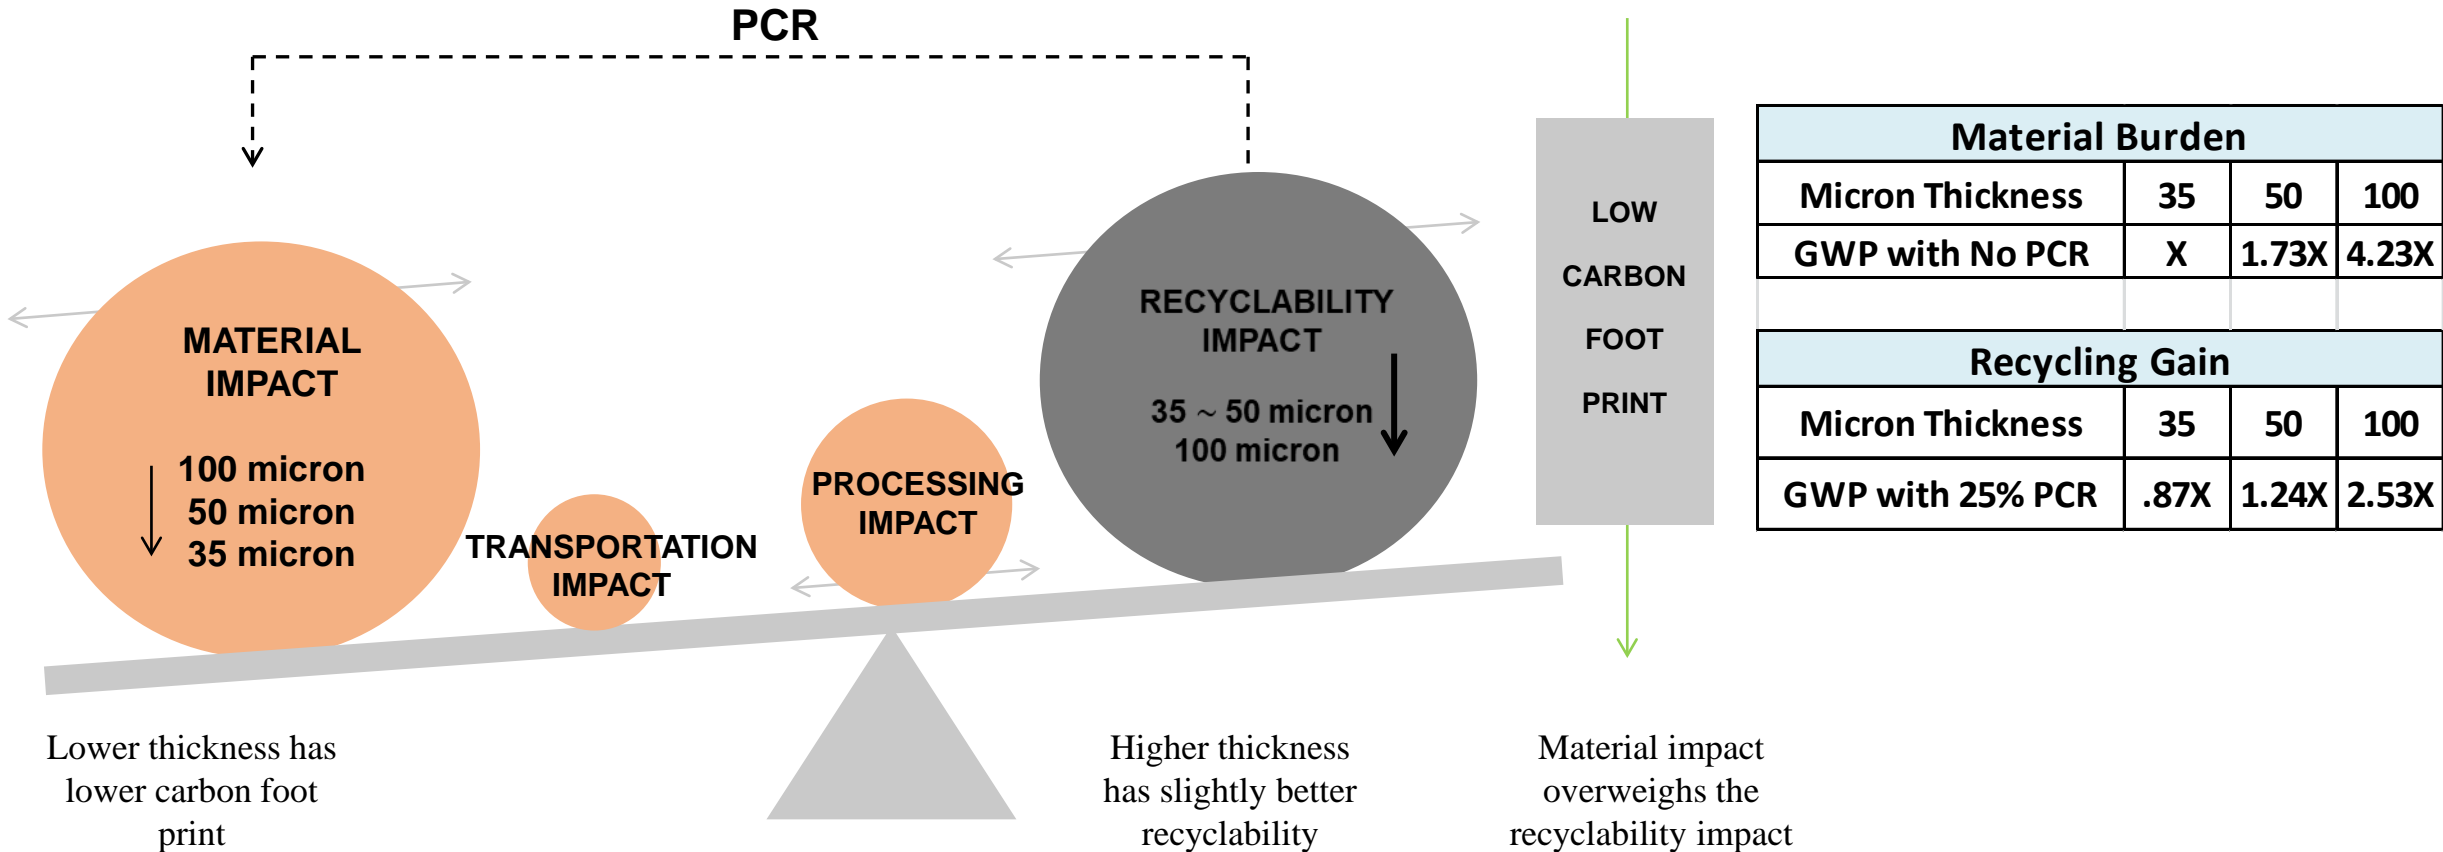 PCR
MATERIAL
IMPACT
100 micron
50 micron
35 micron
TRANSPORTATION
IMPACT
PROCESSING
IMPACT
RECYCLABILITY
IMPACT
35 ~ 50 micron
100 micron
LOW
CARBON
FOOT
PRINT
Material Burden
Micron Thickness 35 50 100
GWP with No PCR X 1.73X 4.23X
Recycling Gain
Micron Thickness 35 50 100
GWP with 25% PCR .87X 1.24X 2.53X
Lower thickness has
lower carbon foot
print
Higher thickness
has slightly better
recyclability
Material impact
overweighs the
recyclability impact